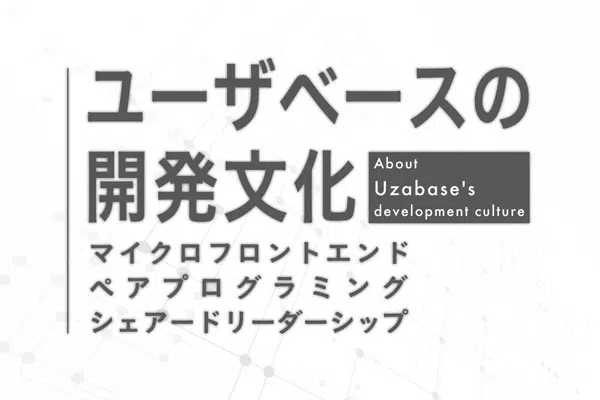 ユーザベースの
開発文化
About
Uzabase's
development culture
マイクロフロントエンド
ペアプログラミング
シェアードリーダーシップ